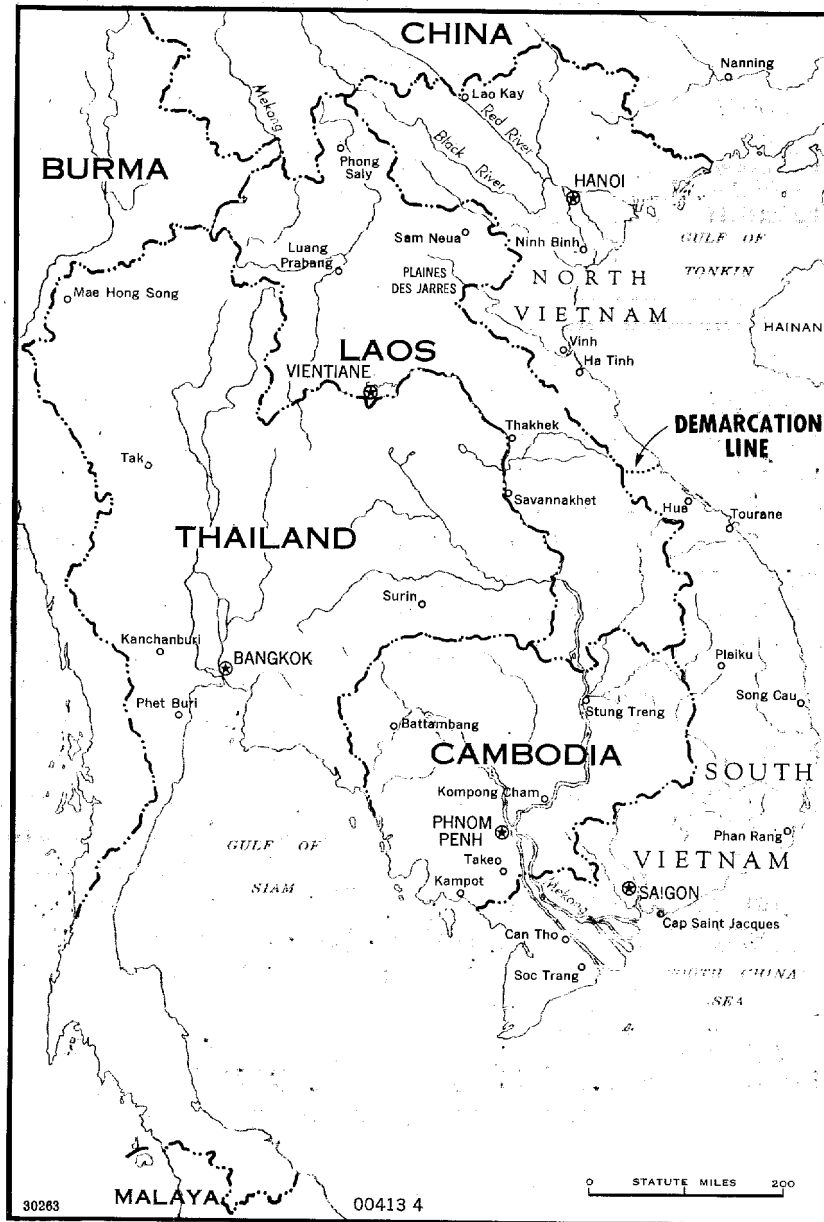 CHINA
Nanning
Mekong
Lao Kay
Red River
Black River
BURMA
Phong
Saly
HANOI
Sam Neua
Ninh Binh
GULF OF
TONKIN
Luang
Prabang
PLAINES
DES JARRES
NORTH
VIETNAM
Mae Hong Song
HAINAN
LAOS
Vinh
Ha Tinh
VIENTIANE
Thakhek
DEMARCATION
LINE
Tak
Savannakhet
Hue
Tourane
THAILAND
Surin
Kanchanburi
BANGKOK
Pleiku
Phet Buri
Stung Treng
Song Cau
Battambang
CAMBODIA
SOUTH
Kompong Cham
PHNOM
PENH
Phan Rang
GULF OF
SIAM
Takeo
VIETNAM
Kampot
Mekong
SAIGON
Cap Saint Jacques
Can Tho
Soc Trang
SOUTH CHINA
SEA
0 STATUTE MILES 200
MALAYA
30263
00413 4